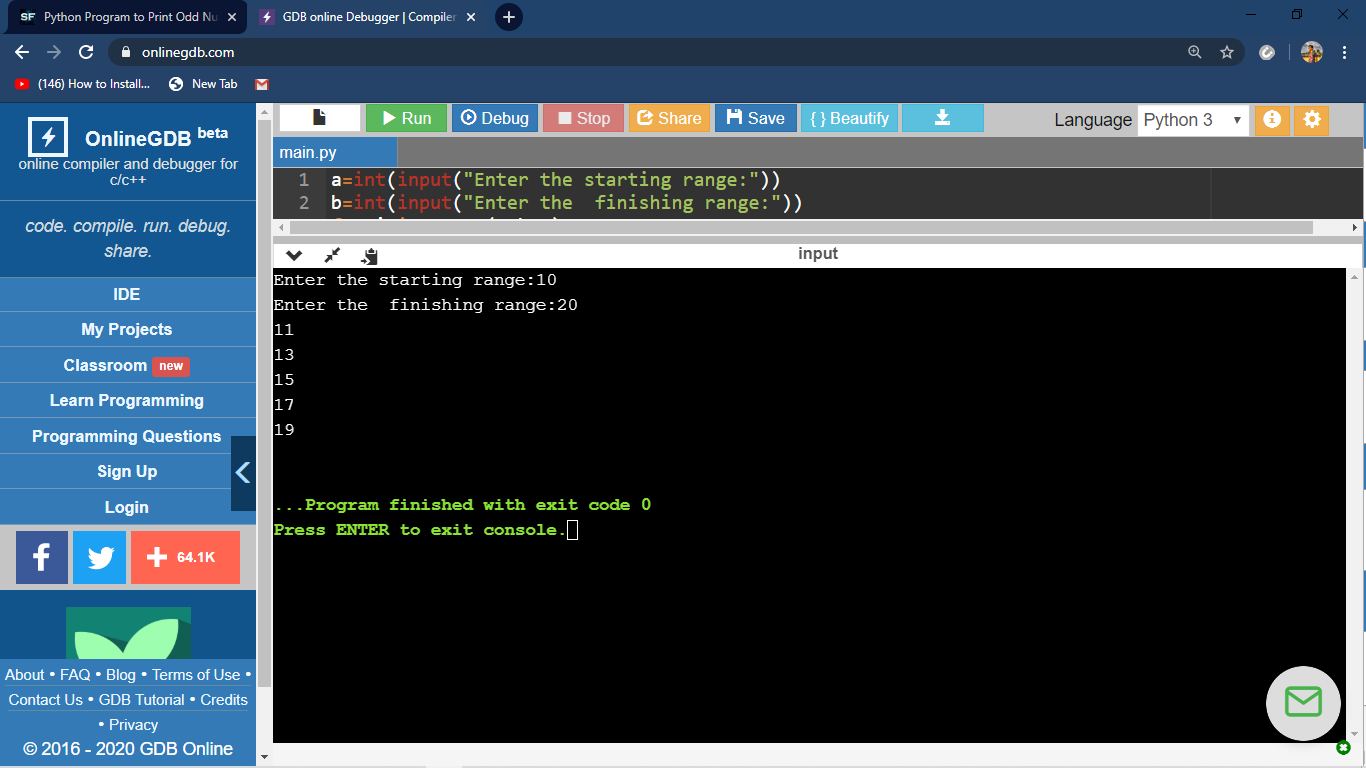 Python Program to Print Odd Nu
GDB online Debugger | Compiler
onlinegdb.com
(146) How to Install...
New Tab
OnlineGDB beta
online compiler and debugger for
c/c++
code. compile. run. debug.
share.
IDE
My Projects
Classroom new
Learn Programming
Programming Questions
Sign Up
Login
64.1K
About • FAQ • Blog • Terms of Use •
Contact Us • GDB Tutorial • Credits
• Privacy
© 2016 - 2020 GDB Online
Run Debug Stop Share Save { } Beautify
Language Python 3
main.py
1 a=int(input("Enter the starting range:"))
2 b=int(input("Enter the  finishing range:"))
input
Enter the starting range:10
Enter the  finishing range:20
11
13
15
17
19
...Program finished with exit code 0
Press ENTER to exit console.